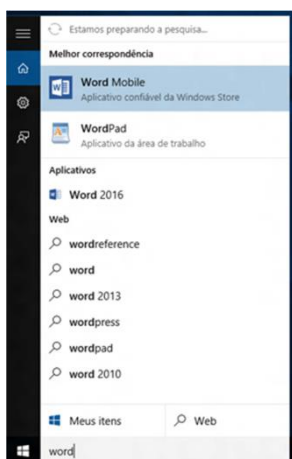 Estamos preparando a pesquisa...
Melhor correspondência
Word Mobile
Aplicativo confiável da Windows Store
WordPad
Aplicativo da área de trabalho
Aplicativos
Word 2016
Web
wordreference
word
word 2013
wordpress
wordpad
word 2010
Meus itens Web
word